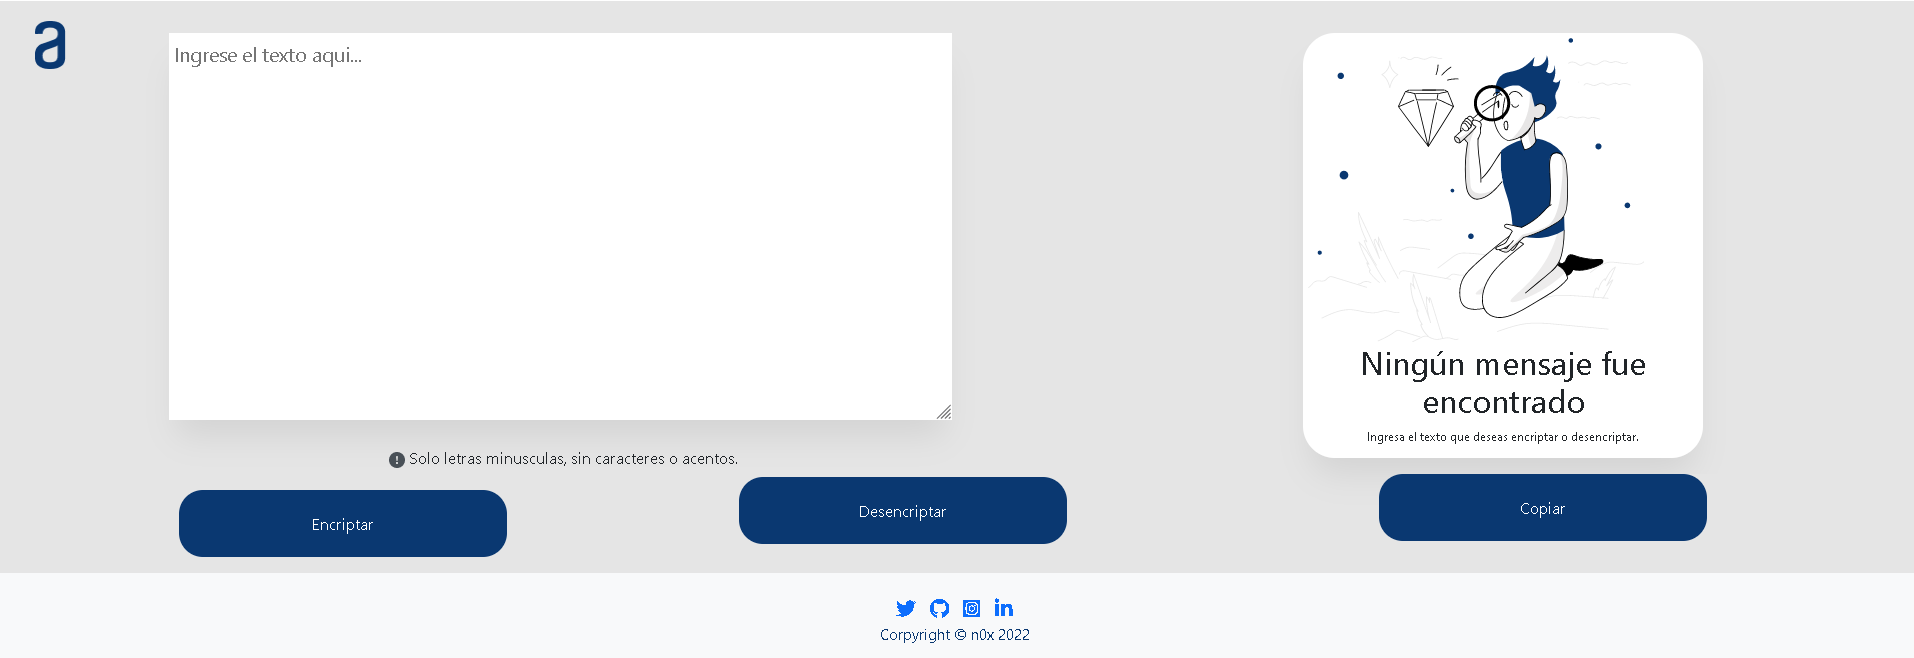 a
Ingrese el texto aqui...
Ningún mensaje fue
encontrado
Ingresa el texto que deseas encriptar o desencriptar.
Solo letras minusculas, sin caracteres o acentos.
Encriptar
Desencriptar
Copiar
Corpyright © n0x 2022